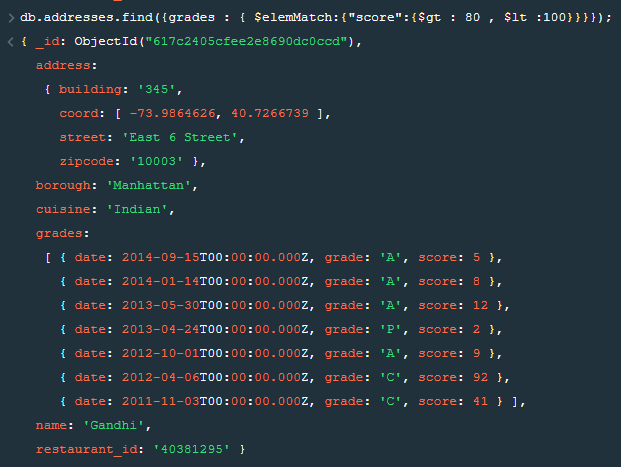 > db.addresses.find({grades : { $elemMatch:{"score":{$gt : 80 , $lt :100}}}});
< { _id: ObjectId("617c2405cfee2e8690dc0ccd"),
address:
{ building: '345',
coord: [ -73.9864626, 40.7266739 ],
street: 'East 6 Street',
zipcode: '10003' },
borough: 'Manhattan',
cuisine: 'Indian',
grades:
[ { date: 2014-09-15T00:00:00.000Z, grade: 'A', score: 5 },
{ date: 2014-01-14T00:00:00.000Z, grade: 'A', score: 8 },
{ date: 2013-05-30T00:00:00.000Z, grade: 'A', score: 12 },
{ date: 2013-04-24T00:00:00.000Z, grade: 'P', score: 2 },
{ date: 2012-10-01T00:00:00.000Z, grade: 'A', score: 9 },
{ date: 2012-04-06T00:00:00.000Z, grade: 'C', score: 92 },
{ date: 2011-11-03T00:00:00.000Z, grade: 'C', score: 41 } ],
name: 'Gandhi',
restaurant_id: '40381295' }